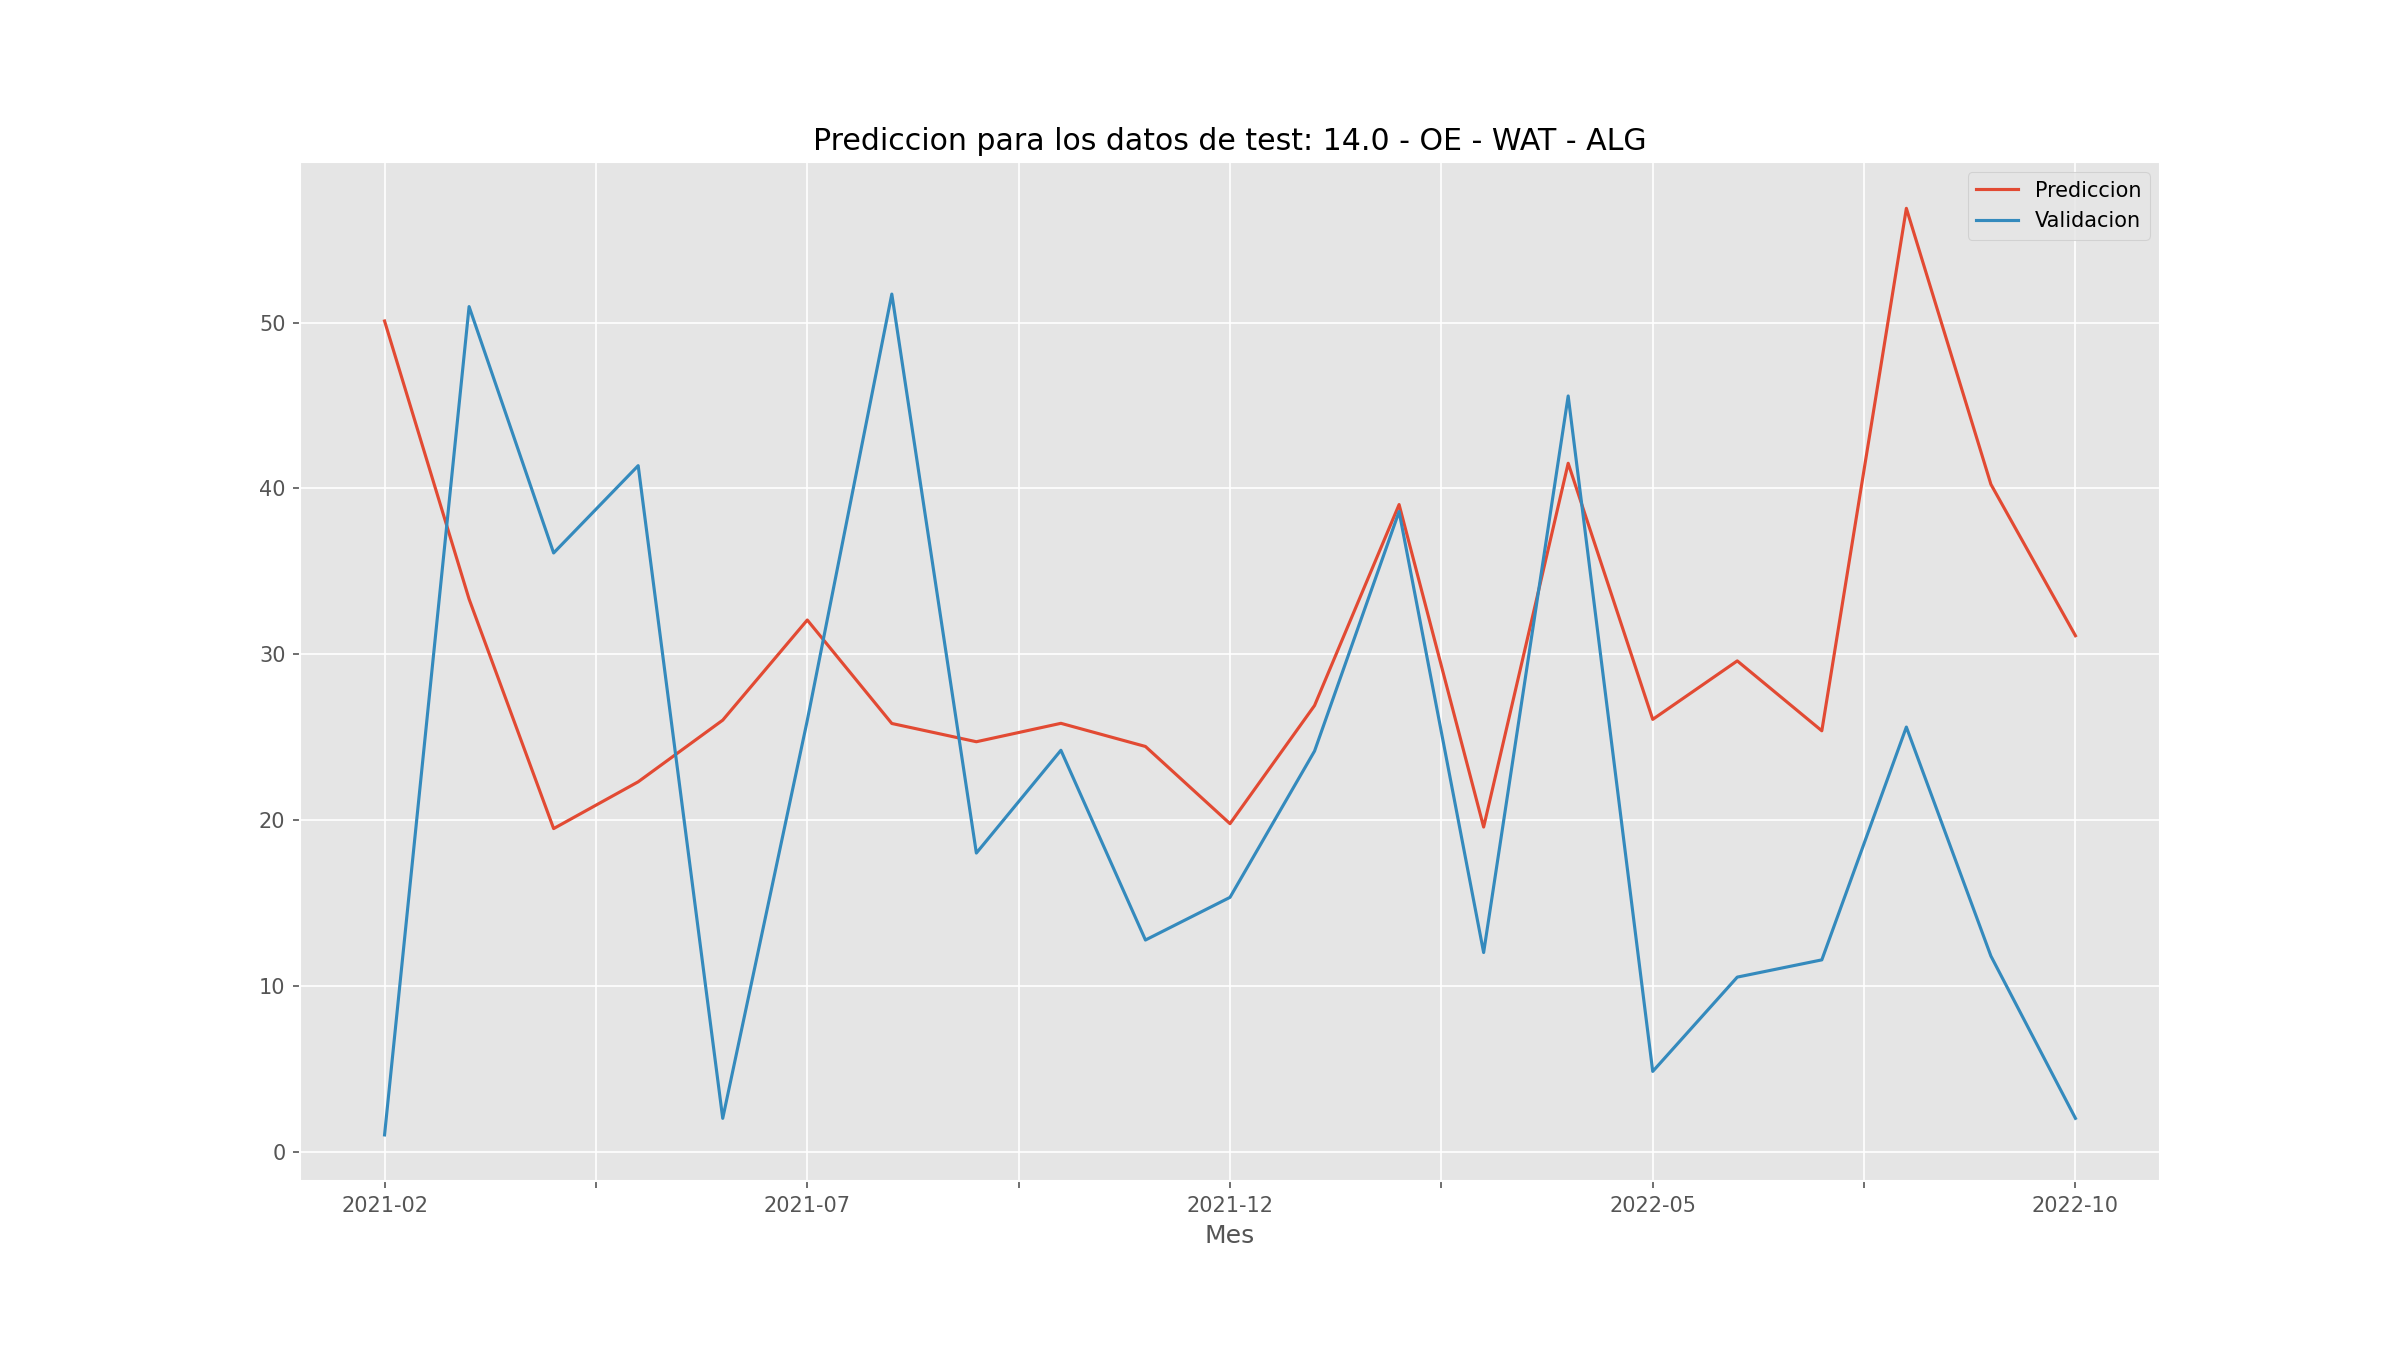 Prediccion para los datos de test: 14.0 - OE - WAT - ALG
Prediccion
Validacion
50
40
30
20
10
0
2021-02 2021-07 2021-12 2022-05 2022-10
Mes